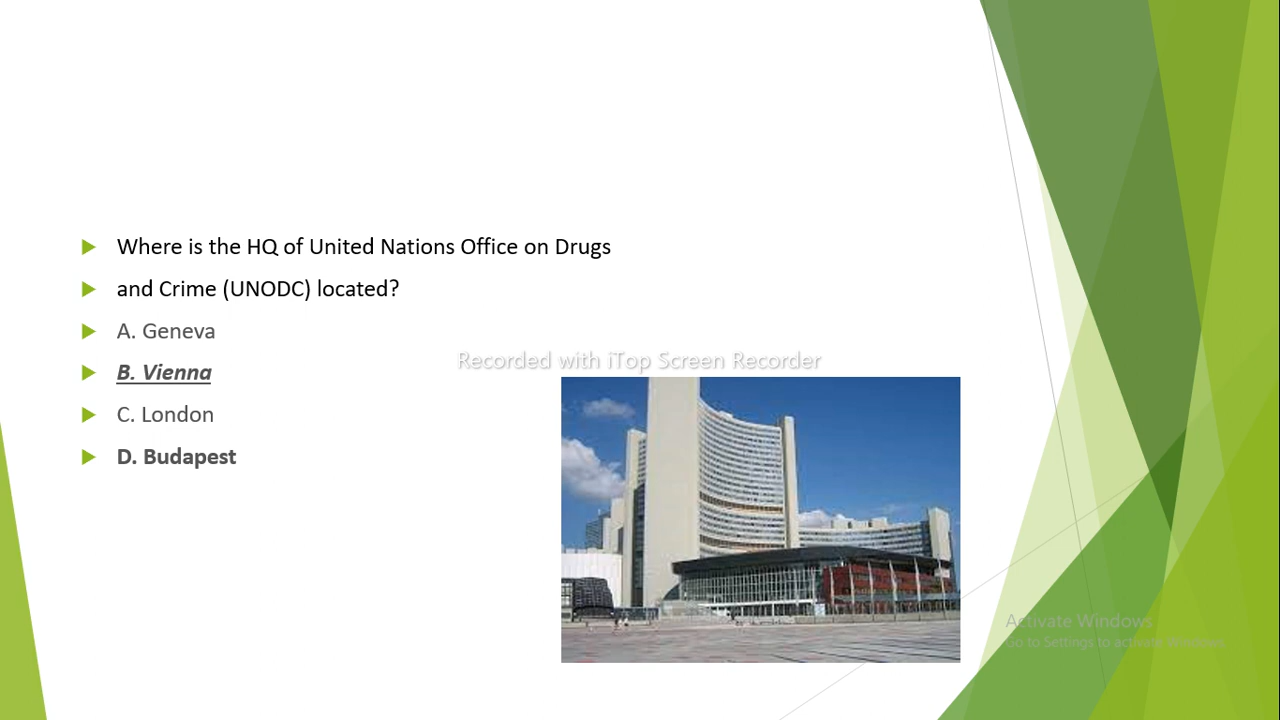 Where is the HQ of United Nations Office on Drugs
and Crime (UNODC) located?
A. Geneva
B. Vienna
Recorded with iTop Screen Recorder
C. London
D. Budapest
Activate Windows
Go to Settings to activate Windows.